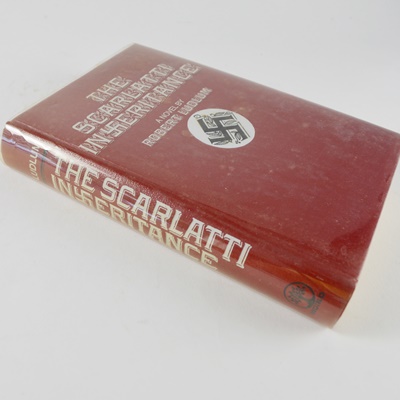 THE
SCARLATTI
INHERITANCE
A NOVEL BY
ROBERT LUDLUM
LUDLUM
THE SCARLATTI
INHERITANCE